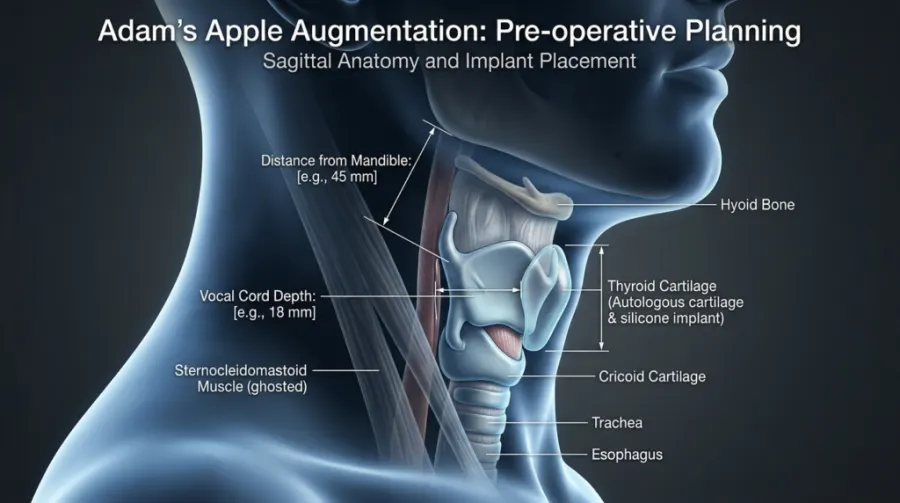 Adam's Apple Augmentation: Pre-operative Planning
Sagittal Anatomy and Implant Placement
Distance from Mandible:
[e.g., 45 mm]
Hyoid Bone
Vocal Cord Depth:
[e.g., 18 mm]
Thyroid Cartilage
(Autologous cartilage
& silicone implant)
Sternocleidomastoid
Muscle (ghosted)
Cricoid Cartilage
Trachea
Esophagus